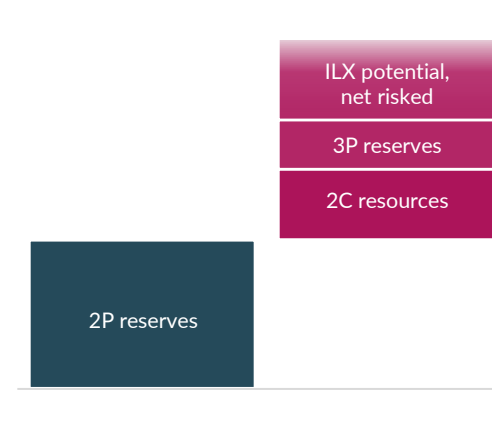 ILX potential,
net risked
3P reserves
2C resources
2P reserves